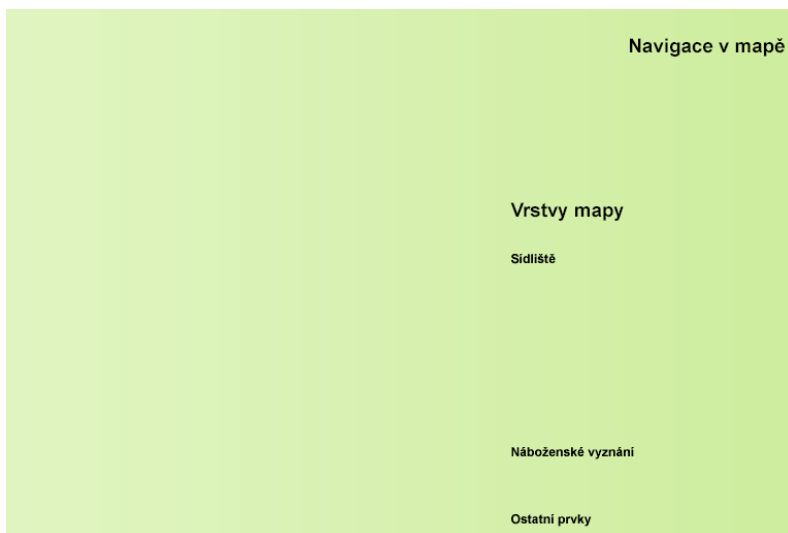 Navigace v mapě
Vrstvy mapy
Sídliště
Náboženské vyznání
Ostatní prvky